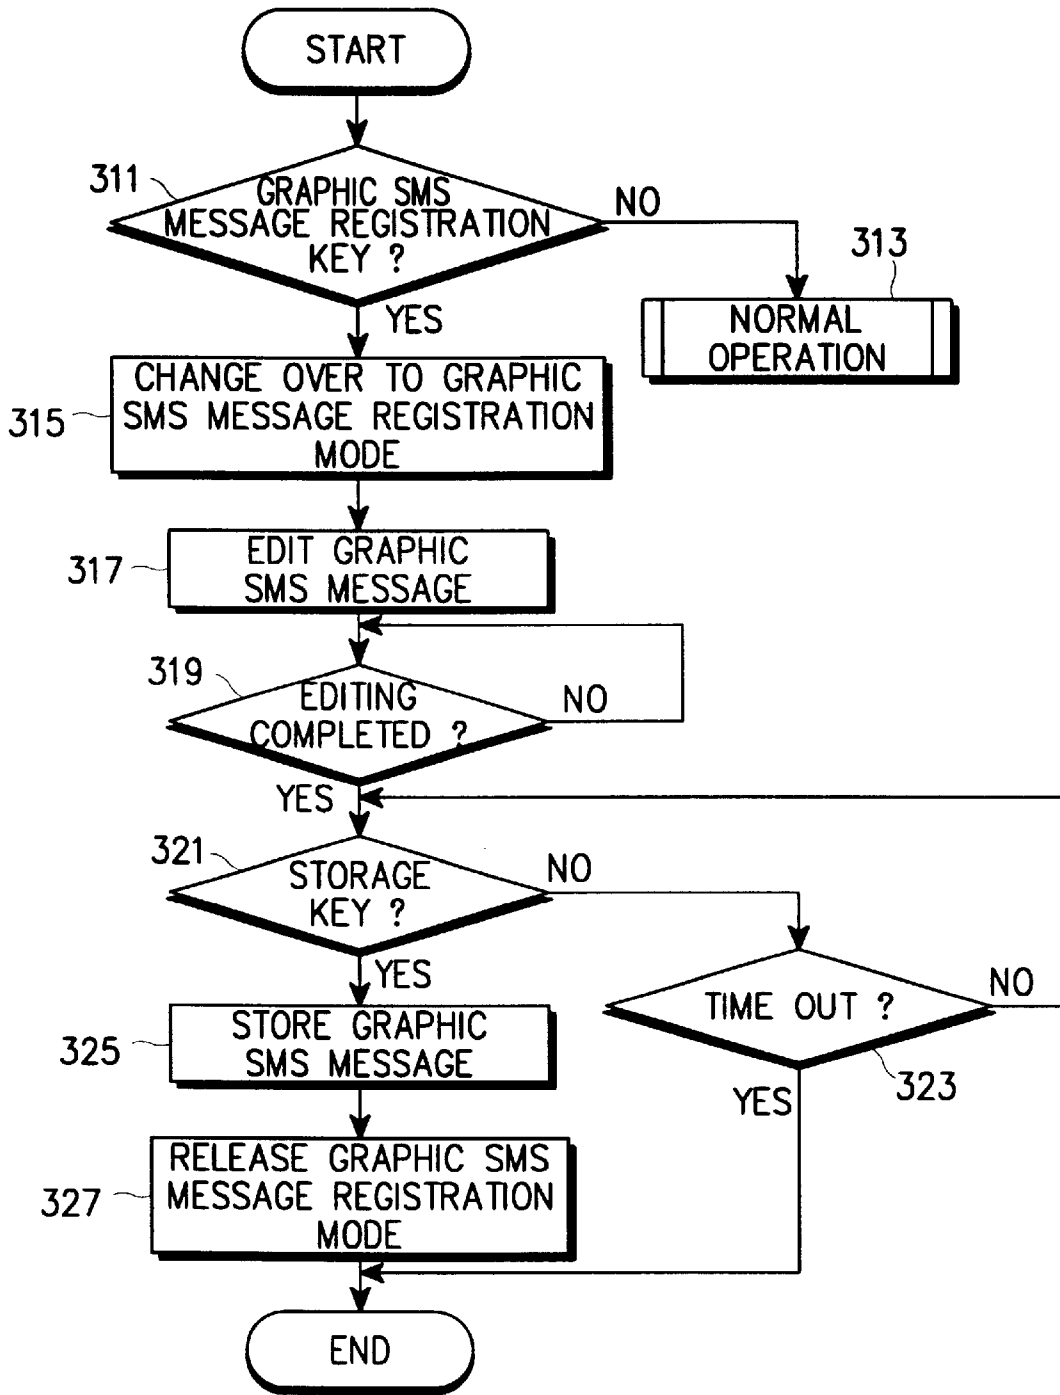 START
311
GRAPHIC SMS
MESSAGE REGISTRATION
KEY ?
NO
313
YES
NORMAL
OPERATION
CHANGE OVER TO GRAPHIC
SMS MESSAGE REGISTRATION
MODE
315
EDIT GRAPHIC
SMS MESSAGE
317
319
EDITING
COMPLETED ?
NO
YES
321
STORAGE
KEY ?
NO
YES
TIME OUT ?
NO
323
YES
STORE GRAPHIC
SMS MESSAGE
325
RELEASE GRAPHIC SMS
MESSAGE REGISTRATION
MODE
327
END